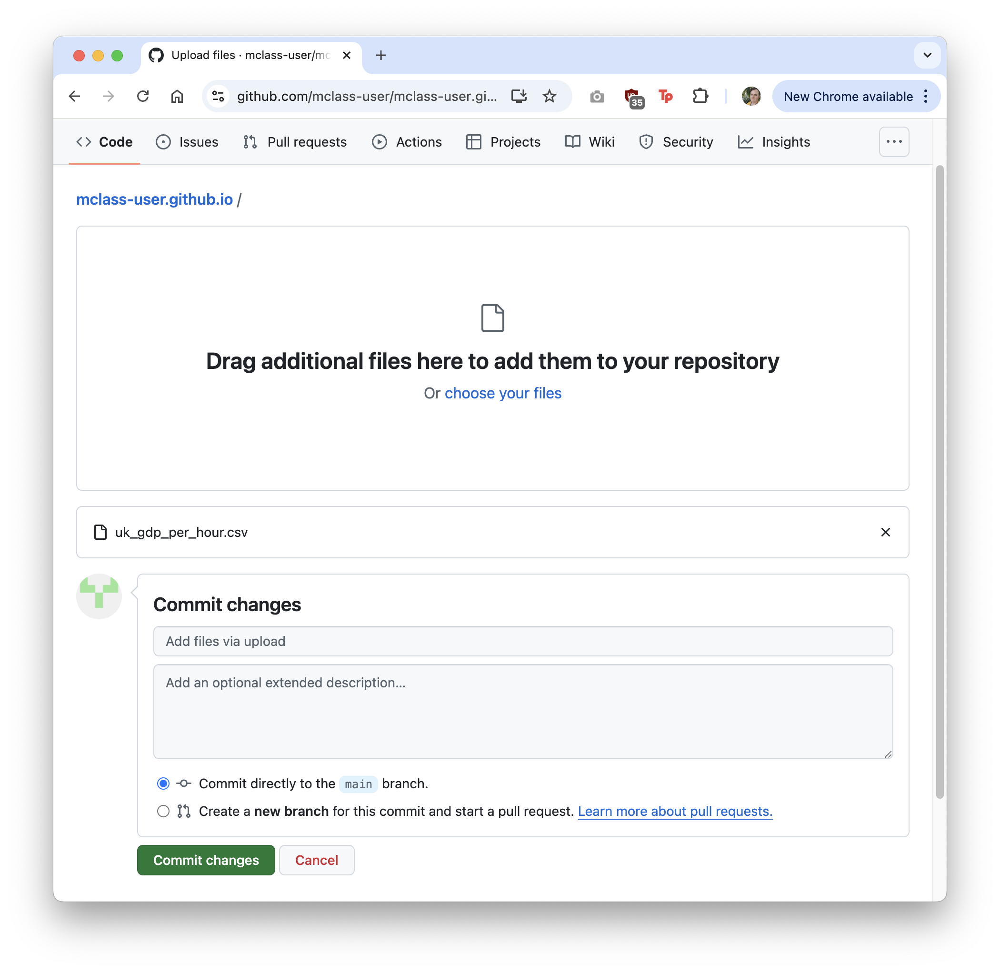 Upload files · mclass-user/mc
github.com/mclass-user/mclass-user.gi...
35
Tp
New Chrome available
Code
Issues
Pull requests
Actions
Projects
Wiki
Security
Insights
mclass-user.github.io /
Drag additional files here to add them to your repository
Or choose your files
uk_gdp_per_hour.csv
Commit changes
Add files via upload
Add an optional extended description...
Commit directly to the main branch.
Create a new branch for this commit and start a pull request. Learn more about pull requests.
Commit changes
Cancel